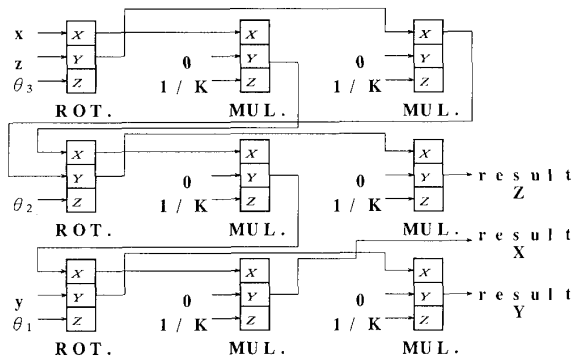 x X X X
z Y 0 Y 0 Y
θ3 Z 1 / K Z 1 / K Z
ROT. MUL. MUL.
X X X
Y 0 Y 0 Y result
θ2 Z 1 / K Z 1 / K Z Z
ROT. MUL. MUL.
result
X
X X X
y Y 0 Y 0 Y result
θ1 Z 1 / K Z 1 / K Z Y
ROT. MUL. MUL.